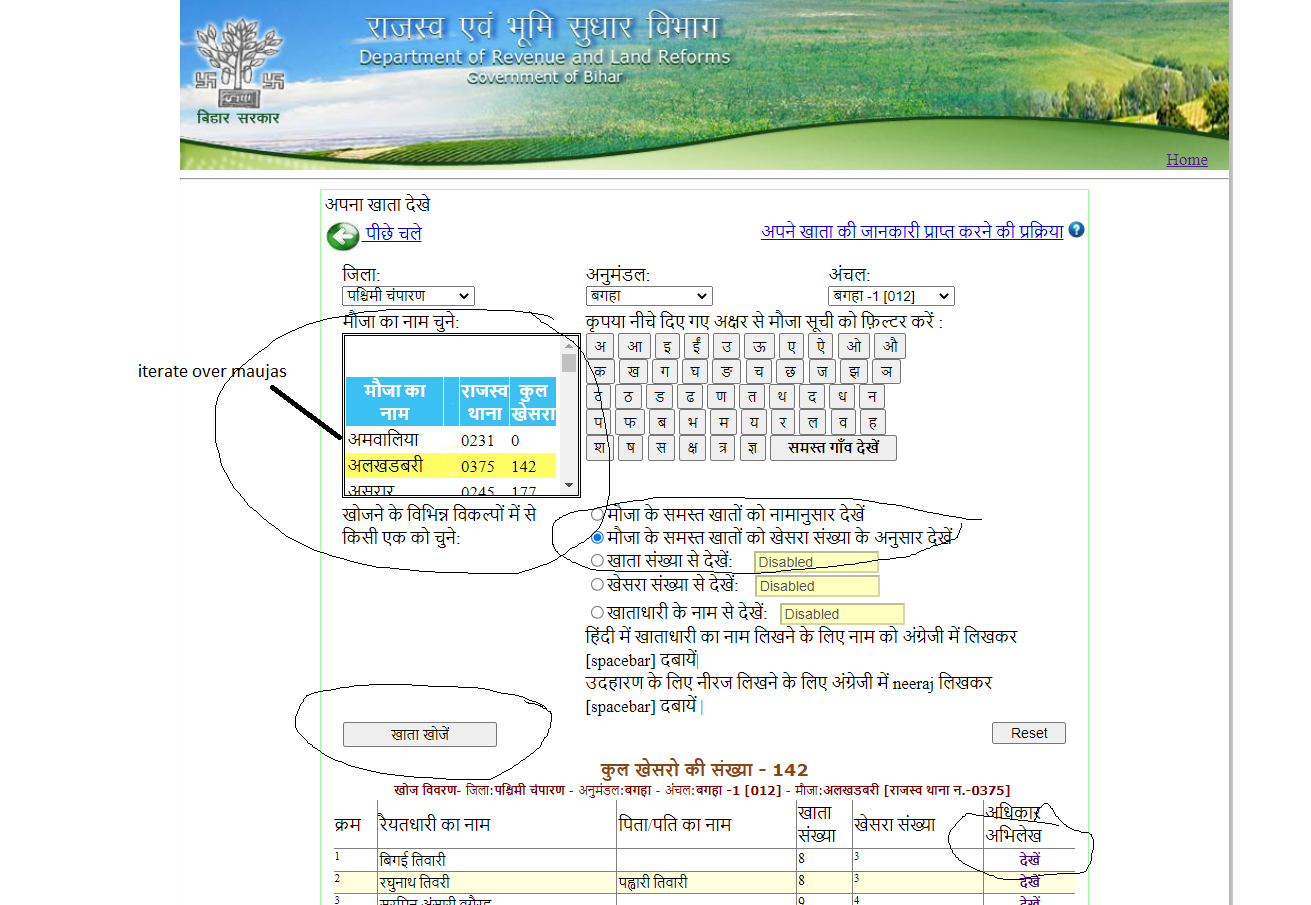 राजस्व एवं भूमि सुधार विभाग
Department of Revenue and Land Reforms
Government of Bihar
बिहार सरकार
Home
अपना खाता देखे
पीछे चले
अपने खाता की जानकारी प्राप्त करने की प्रक्रिया ?
जिला: अनुमंडल: अंचल:
पश्चिमी चंपारण बगहा बगहा -1 [012]
मौजा का नाम चुने: कृपया नीचे दिए गए अक्षर से मौजा सूची को फ़िल्टर करें :
अ आ इ ईं उ ऊ ए ऐ ओ औ
क ख ग घ ङ च छ ज झ ञ
iterate over maujas
मौजा का नाम राजस्व थाना कुल खेसरा
ट ठ ड ढ ण त थ द ध न
प फ ब भ म य र ल व ह
श ष स क्ष त्र ज्ञ समस्त गाँव देखें
अमवालिया 0231 0
अलखडबरी 0375 142
असरार 0245 177
खोजने के विभिन्न विकल्पों में से
किसी एक को चुने:
मौजा के समस्त खातों को नामानुसार देखें
मौजा के समस्त खातों को खेसरा संख्या के अनुसार देखें
खाता संख्या से देखें: Disabled
खेसरा संख्या से देखें: Disabled
खाताधारी के नाम से देखें: Disabled
हिंदी में खाताधारी का नाम लिखने के लिए नाम को अंग्रेजी में लिखकर
[spacebar] दबायें|
उदहारण के लिए नीरज लिखने के लिए अंग्रेजी में neeraj लिखकर
[spacebar] दबायें |
खाता खोजें Reset
कुल खेसरो की संख्या - 142
खोज विवरण- जिला:पश्चिमी चंपारण - अनुमंडल:बगहा - अंचल:बगहा -1 [012] - मौजा:अलखडबरी [राजस्व थाना न.-0375]
क्रम रैयतधारी का नाम पिता/पति का नाम खाता संख्या खेसरा संख्या अधिकार अभिलेख
1 बिगई तिवारी 8 3 देखें
2 रघुनाथ तिवरी पह्वारी तिवारी 8 3 देखें
3 9 4 देखें